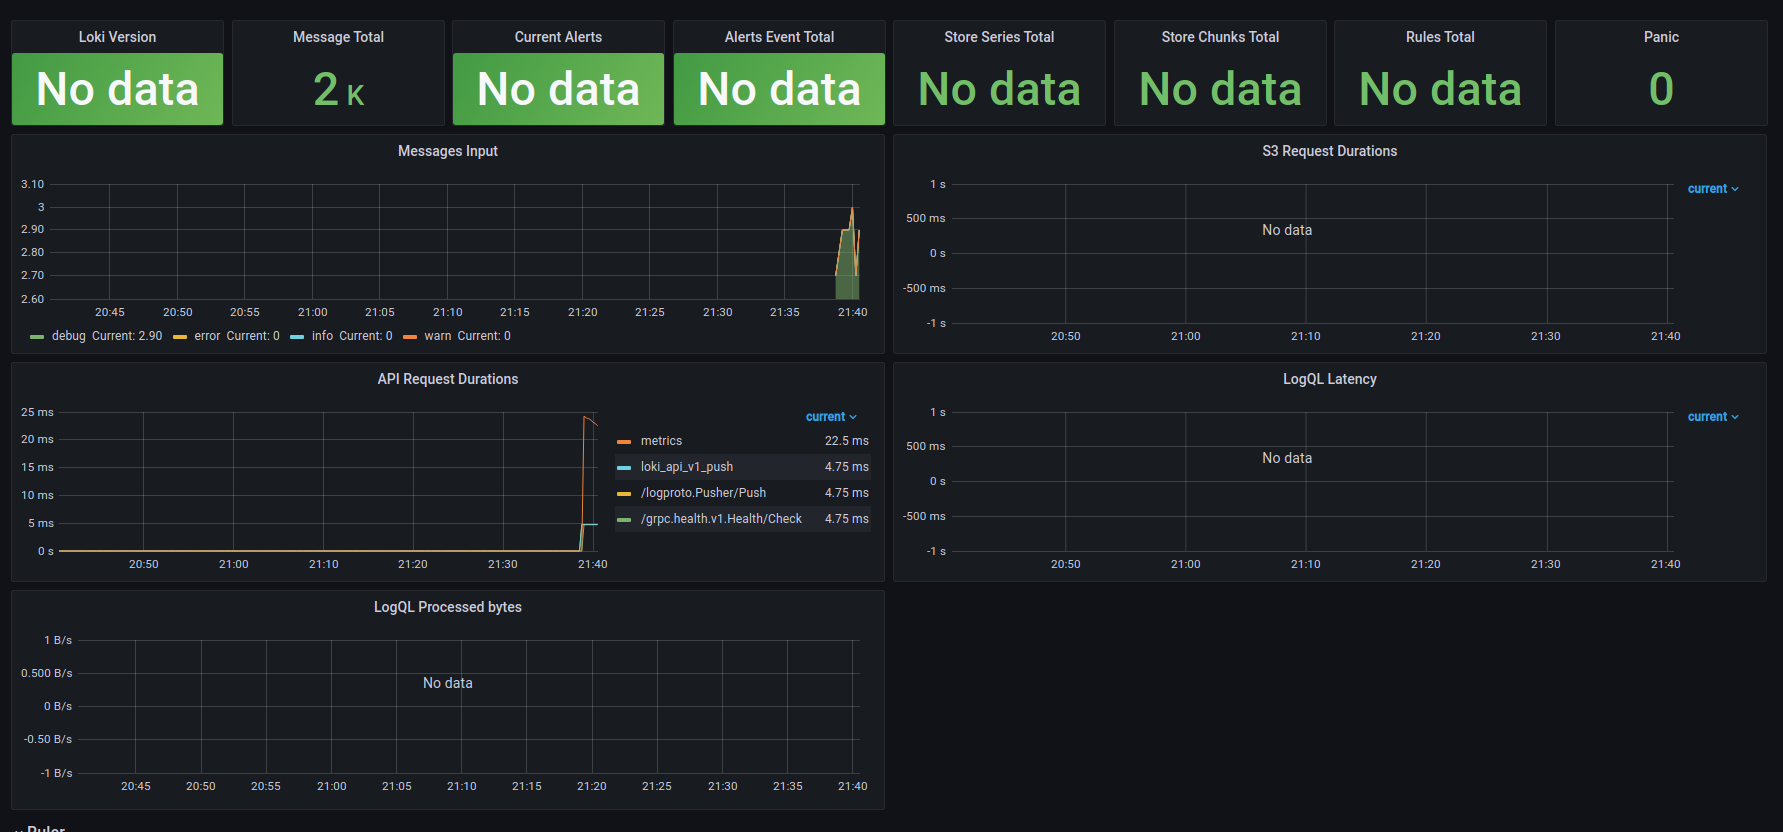 Loki Version
No data
Message Total
2 K
Current Alerts
No data
Alerts Event Total
No data
Store Series Total
No data
Store Chunks Total
No data
Rules Total
No data
Panic
0
Messages Input
3.10
3
2.90
2.80
2.70
2.60
20:45 20:50 20:55 21:00 21:05 21:10 21:15 21:20 21:25 21:30 21:35 21:40
debug Current: 2.90 error Current: 0 info Current: 0 warn Current: 0
S3 Request Durations
1 s
500 ms
0 s
-500 ms
-1 s
No data
current
20:50 21:00 21:10 21:20 21:30 21:40
API Request Durations
25 ms
20 ms
15 ms
10 ms
5 ms
0 s
20:50 21:00 21:10 21:20 21:30 21:40
current
metrics 22.5 ms
loki_api_v1_push 4.75 ms
/logproto.Pusher/Push 4.75 ms
/grpc.health.v1.Health/Check 4.75 ms
LogQL Latency
1 s
500 ms
0 s
-500 ms
-1 s
No data
current
20:50 21:00 21:10 21:20 21:30 21:40
LogQL Processed bytes
1 B/s
0.500 B/s
0 B/s
-0.50 B/s
-1 B/s
No data
20:45 20:50 20:55 21:00 21:05 21:10 21:15 21:20 21:25 21:30 21:35 21:40
Ruler